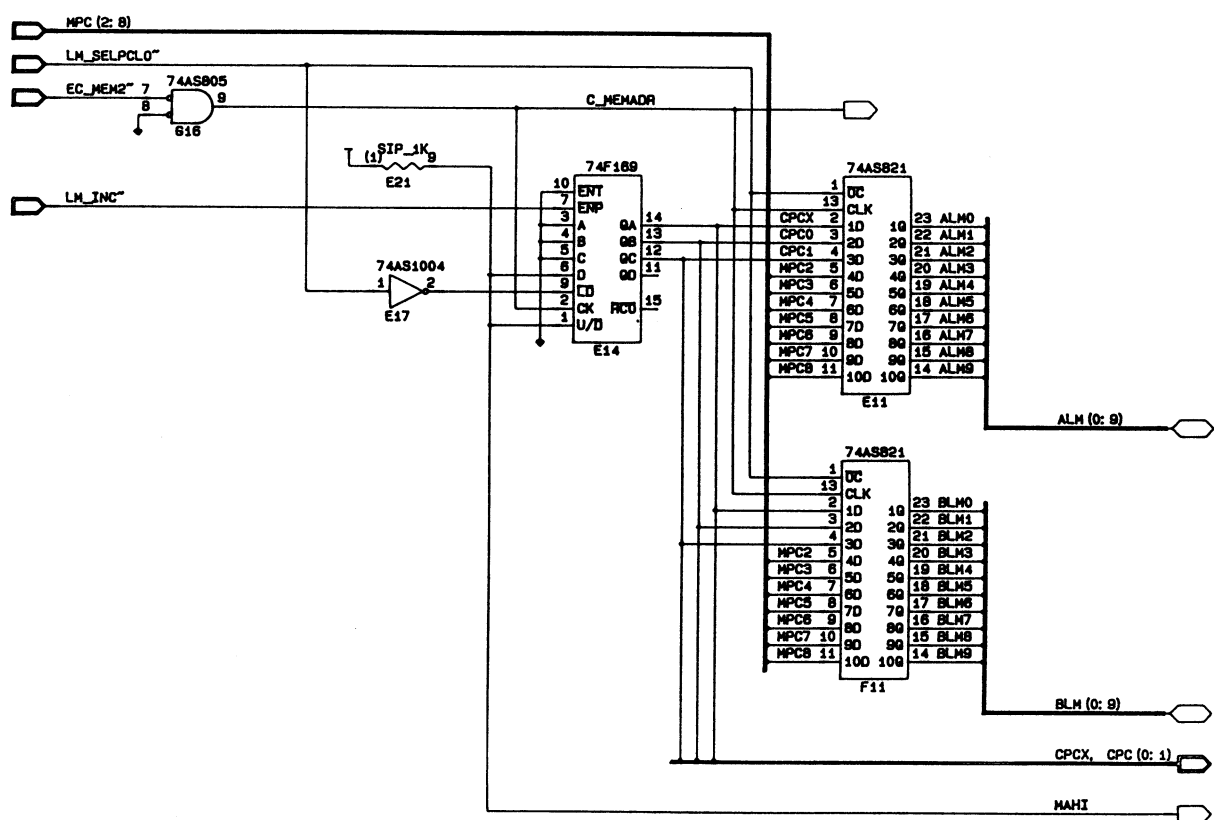 MPC (2: 8)
LM_SELPCL0~
EC_MEM2~ 7 74AS805 9
8
G16
C_MEMADR
SIP_1K
(1) 9
E21
LM_INC~
74F169
10 ENT
7 ENP
3 A QA 14
4 B QB 13
5 C QC 12
6 D QD 11
9 LD
2 CK RCO 15
1 U/D
E14
74AS1004
1 2
E17
74AS821
1 OC
13 CLK
CPCX 2 1D 1Q 23 ALM0
CPC0 3 2D 2Q 22 ALM1
CPC1 4 3D 3Q 21 ALM2
MPC2 5 4D 4Q 20 ALM3
MPC3 6 5D 5Q 19 ALM4
MPC4 7 6D 6Q 18 ALM5
MPC5 8 7D 7Q 17 ALM6
MPC6 9 8D 8Q 16 ALM7
MPC7 10 9D 9Q 15 ALM8
MPC8 11 10D 10Q 14 ALM9
E11
ALM (0: 9)
74AS821
1 OC
13 CLK
2 1D 1Q 23 BLM0
3 2D 2Q 22 BLM1
4 3D 3Q 21 BLM2
MPC2 5 4D 4Q 20 BLM3
MPC3 6 5D 5Q 19 BLM4
MPC4 7 6D 6Q 18 BLM5
MPC5 8 7D 7Q 17 BLM6
MPC6 9 8D 8Q 16 BLM7
MPC7 10 9D 9Q 15 BLM8
MPC8 11 10D 10Q 14 BLM9
F11
BLM (0: 9)
CPCX, CPC (0: 1)
MAHI